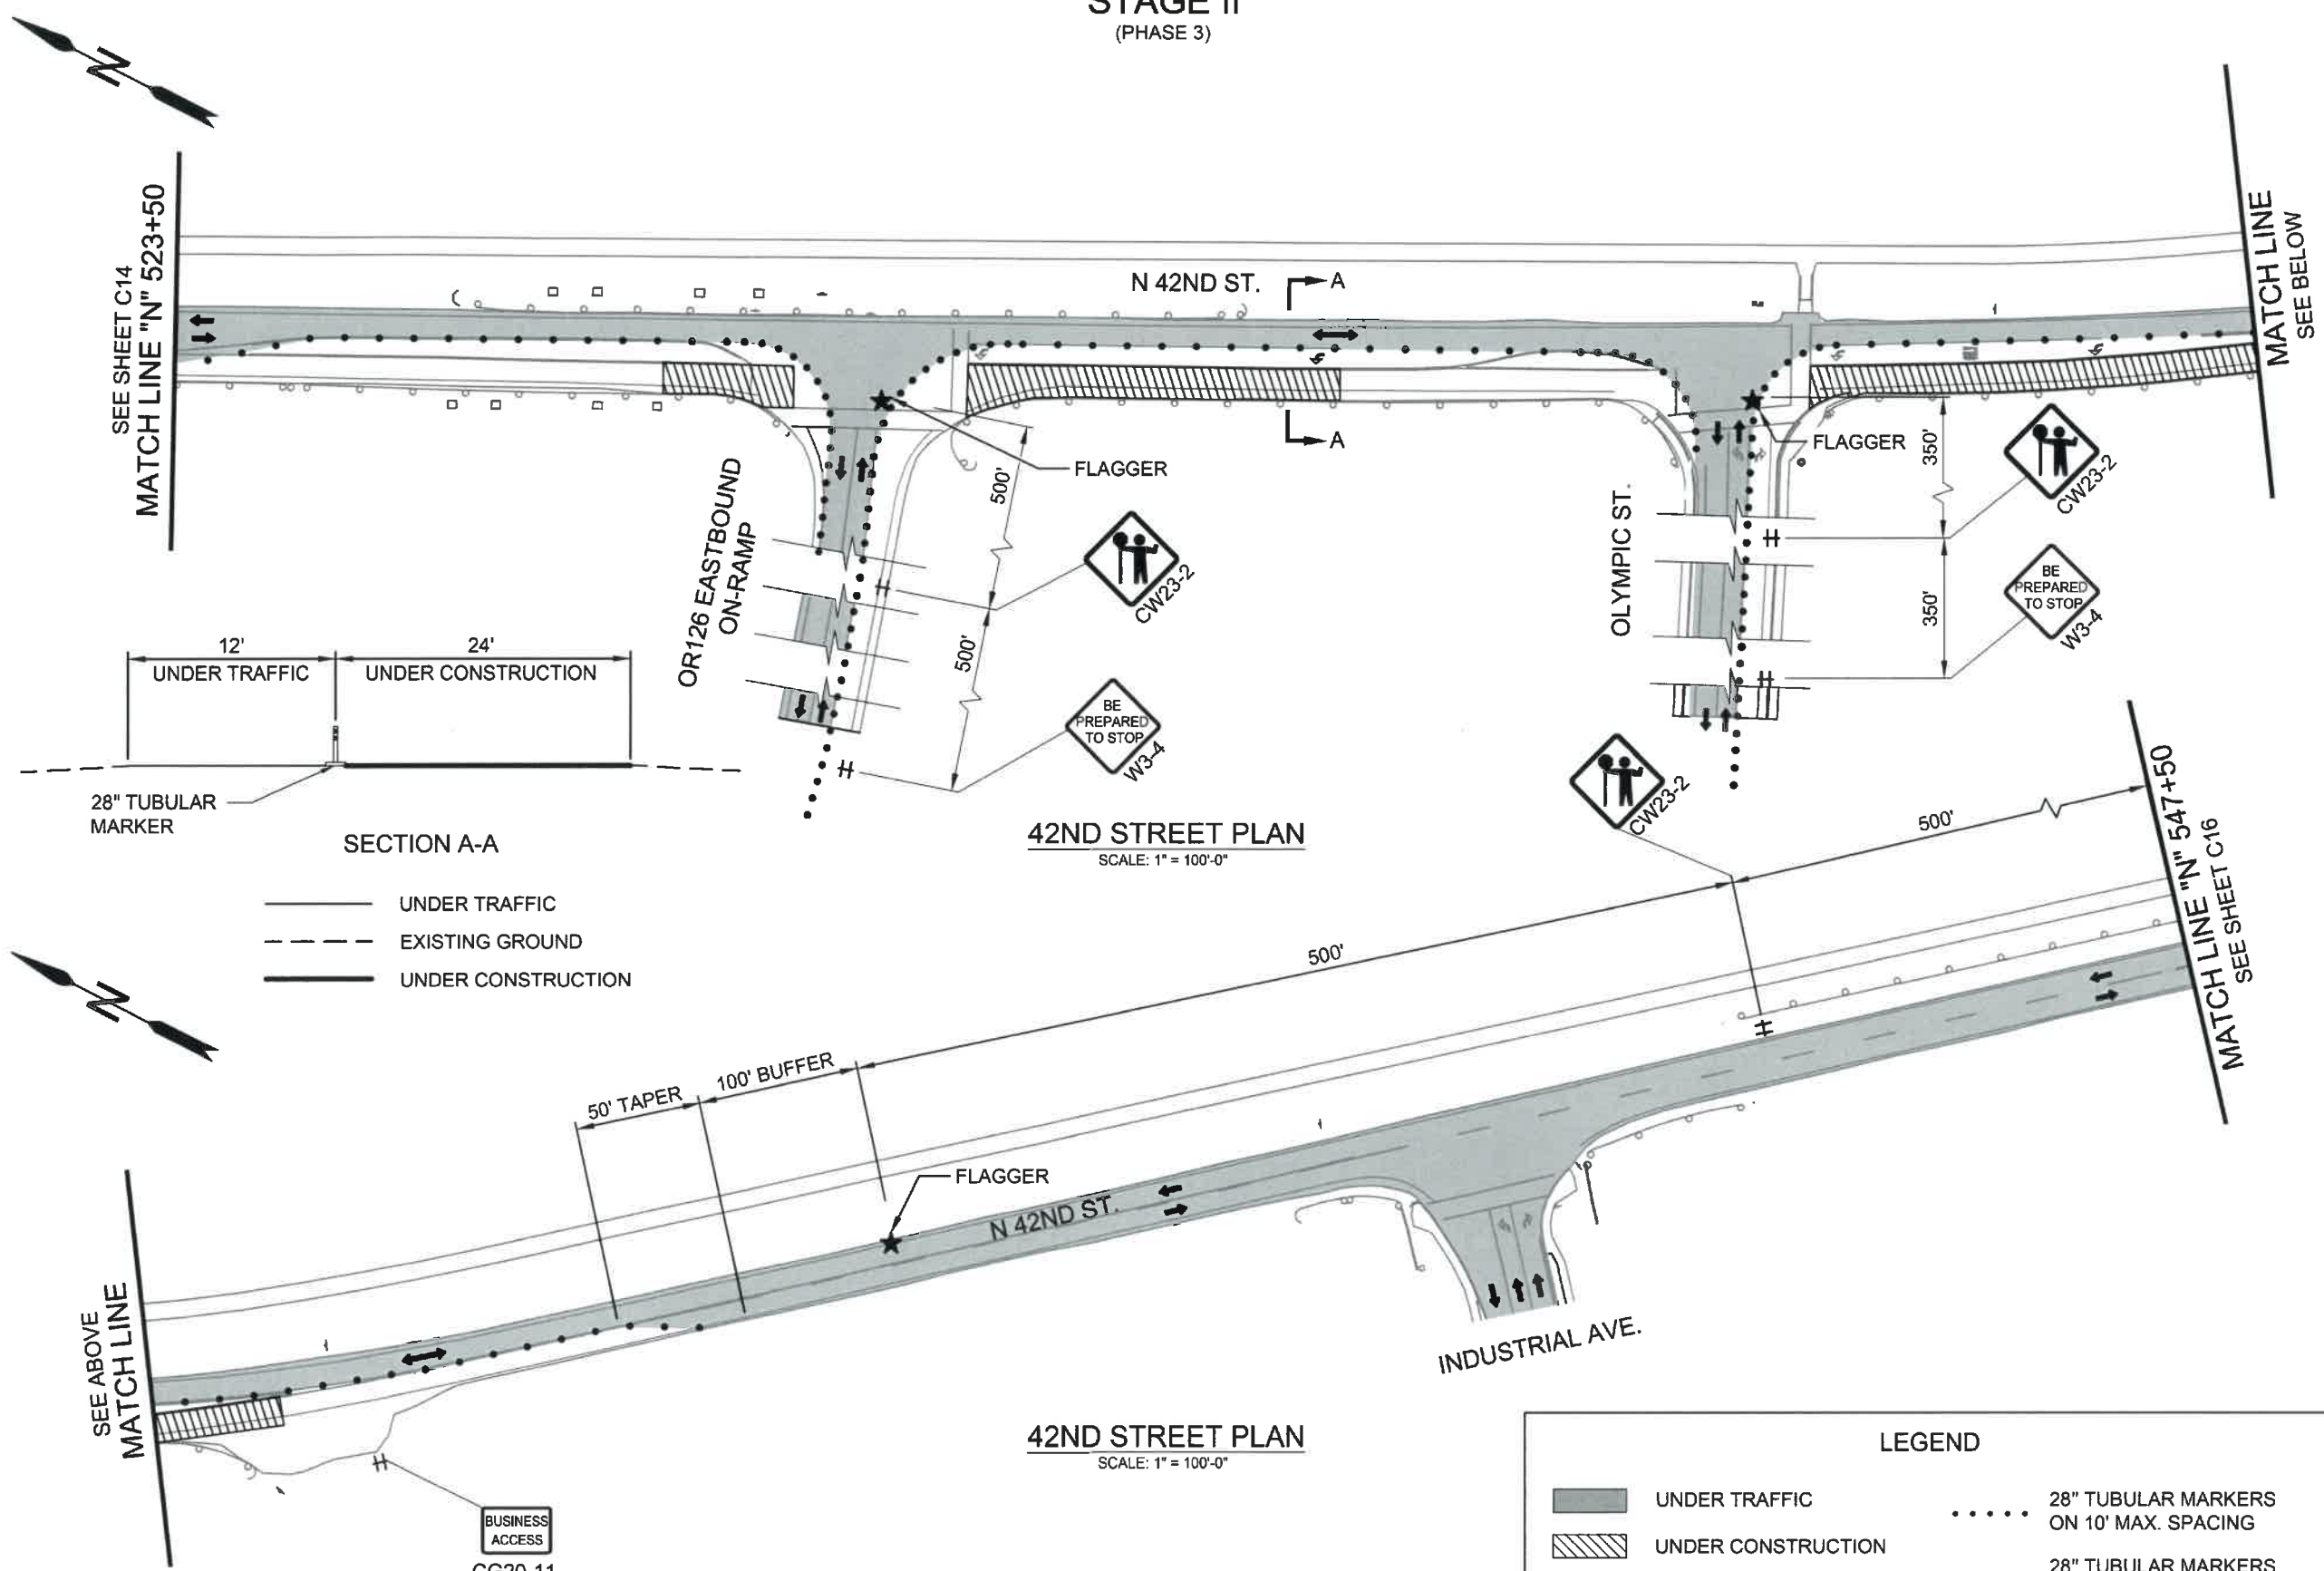 STAGE II
(PHASE 3)
N
SEE SHEET C14
MATCH LINE "N" 523+50
N 42ND ST.
A
A
MATCH LINE
SEE BELOW
FLAGGER
500'
500'
CW23-2
BE
PREPARED
TO STOP
W3-4
OR126 EASTBOUND
ON-RAMP
FLAGGER
350'
350'
CW23-2
BE
PREPARED
TO STOP
W3-4
OLYMPIC ST.
12'
UNDER TRAFFIC
24'
UNDER CONSTRUCTION
28" TUBULAR
MARKER
SECTION A-A
42ND STREET PLAN
SCALE: 1" = 100'-0"
UNDER TRAFFIC
EXISTING GROUND
UNDER CONSTRUCTION
N
CW23-2
500'
500'
MATCH LINE "N" 547+50
SEE SHEET C16
50' TAPER
100' BUFFER
FLAGGER
N 42ND ST.
SEE ABOVE
MATCH LINE
INDUSTRIAL AVE.
BUSINESS
ACCESS
CG20-11
42ND STREET PLAN
SCALE: 1" = 100'-0"
LEGEND
UNDER TRAFFIC
UNDER CONSTRUCTION
28" TUBULAR MARKERS
ON 10' MAX. SPACING
28" TUBULAR MARKERS